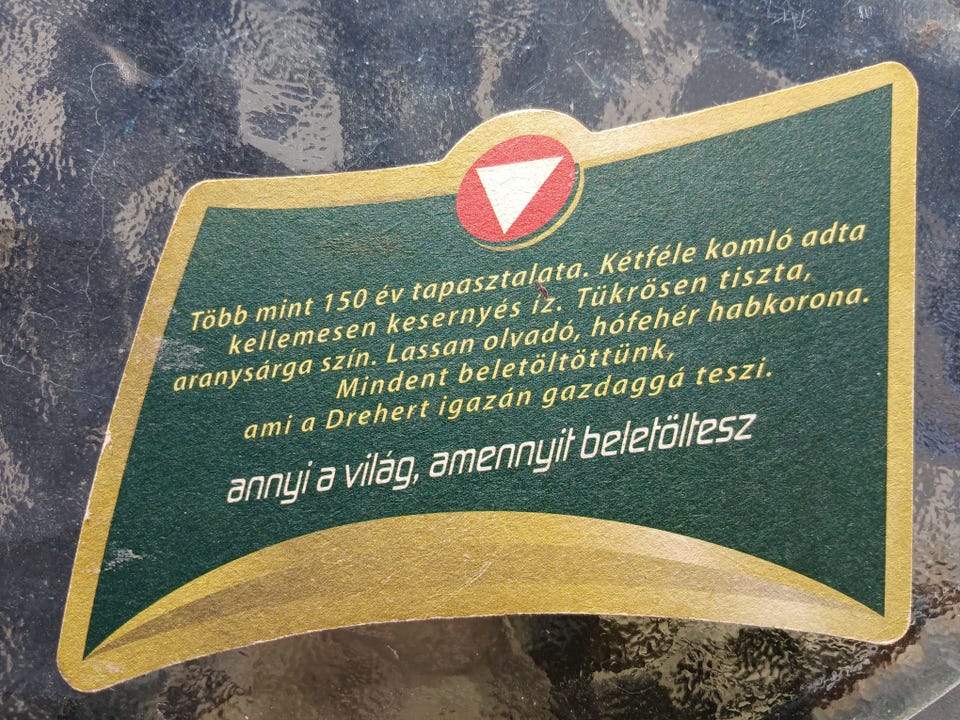 Több mint 150 év tapasztalata. Kétféle komló adta
kellemesen kesernyés íz. Tükrösen tiszta,
aranysárga szín. Lassan olvadó, hófehér habkorona.
Mindent beletöltöttünk,
ami a Drehert igazán gazdaggá teszi.
annyi a világ, amennyit beletöltesz